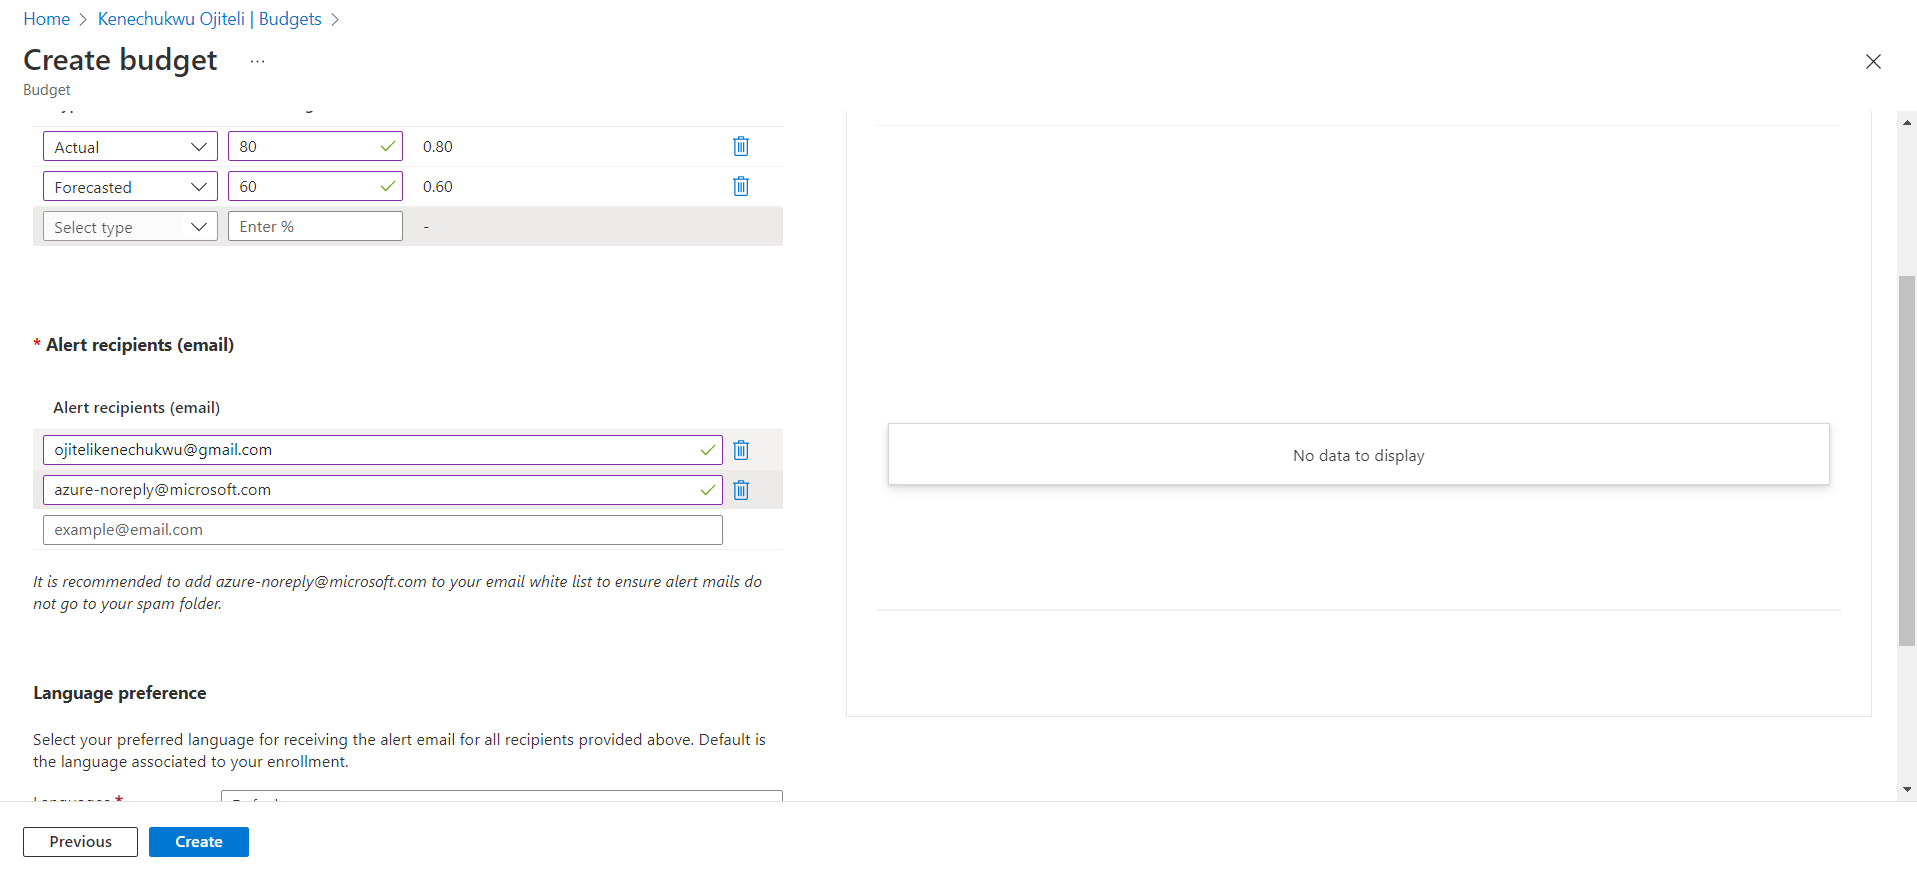 Home > Kenechukwu Ojiteli | Budgets >
Create budget ...
Budget
Actual 80 0.80
Forecasted 60 0.60
Select type Enter % -
* Alert recipients (email)
Alert recipients (email)
ojitelikenechukwu@gmail.com
azure-noreply@microsoft.com
example@email.com
It is recommended to add azure-noreply@microsoft.com to your email white list to ensure alert mails do
not go to your spam folder.
No data to display
Language preference
Select your preferred language for receiving the alert email for all recipients provided above. Default is
the language associated to your enrollment.
Previous Create